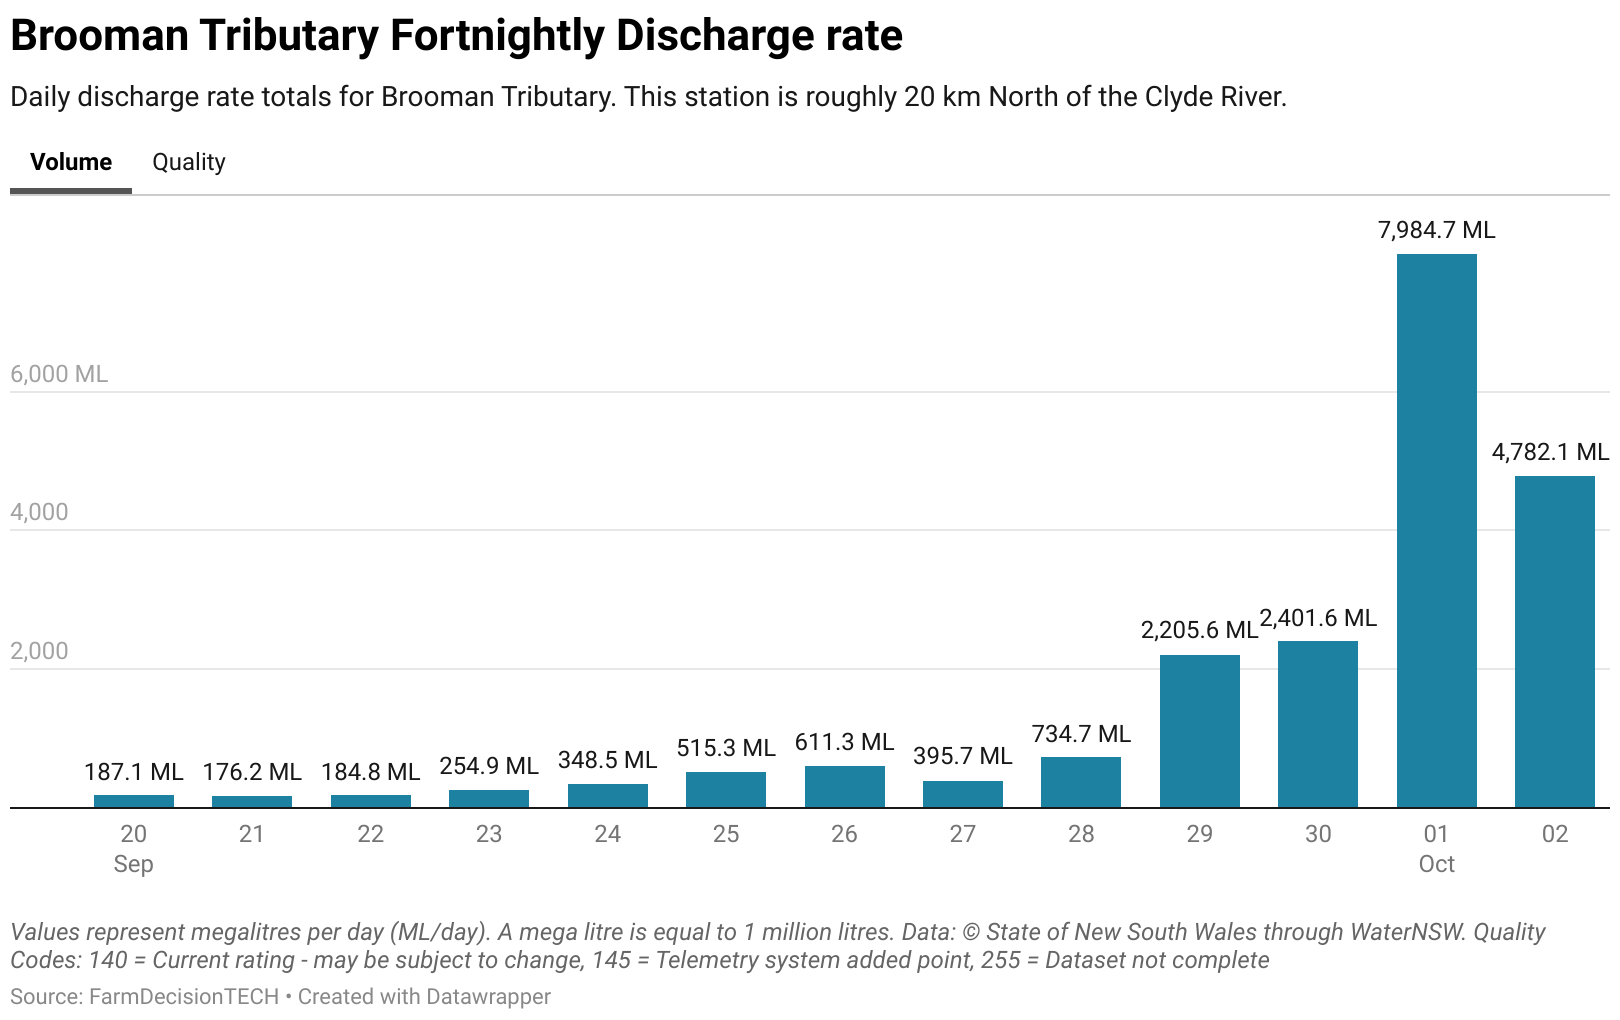 Brooman Tributary Fortnightly Discharge rate
Daily discharge rate totals for Brooman Tributary. This station is roughly 20 km North of the Clyde River.
Volume Quality
7,984.7 ML
6,000 ML
4,782.1 ML
4,000
2,205.6 ML 2,401.6 ML
2,000
187.1 ML 176.2 ML 184.8 ML 254.9 ML 348.5 ML 515.3 ML 611.3 ML 395.7 ML 734.7 ML
20 21 22 23 24 25 26 27 28 29 30 01 02
Sep Oct
Values represent megalitres per day (ML/day). A mega litre is equal to 1 million litres. Data: © State of New South Wales through WaterNSW. Quality
Codes: 140 = Current rating - may be subject to change, 145 = Telemetry system added point, 255 = Dataset not complete
Source: FarmDecisionTECH • Created with Datawrapper